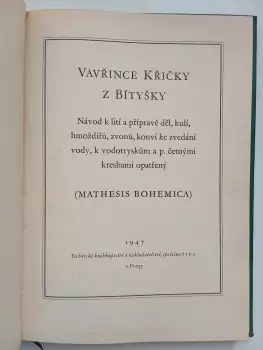 VAVŘINCE KŘIČKY
Z BÍTYŠKY
Návod k lití a přípravě děl, kulí,
hmoždířů, zvonů, konví ke zvedání
vody, k vodotryskům a p. četnými
kresbami opatřený
(MATHESIS BOHEMICA)
1947
Technické knihkupectví a nakladatelství, společnost s r. o.
v Praze